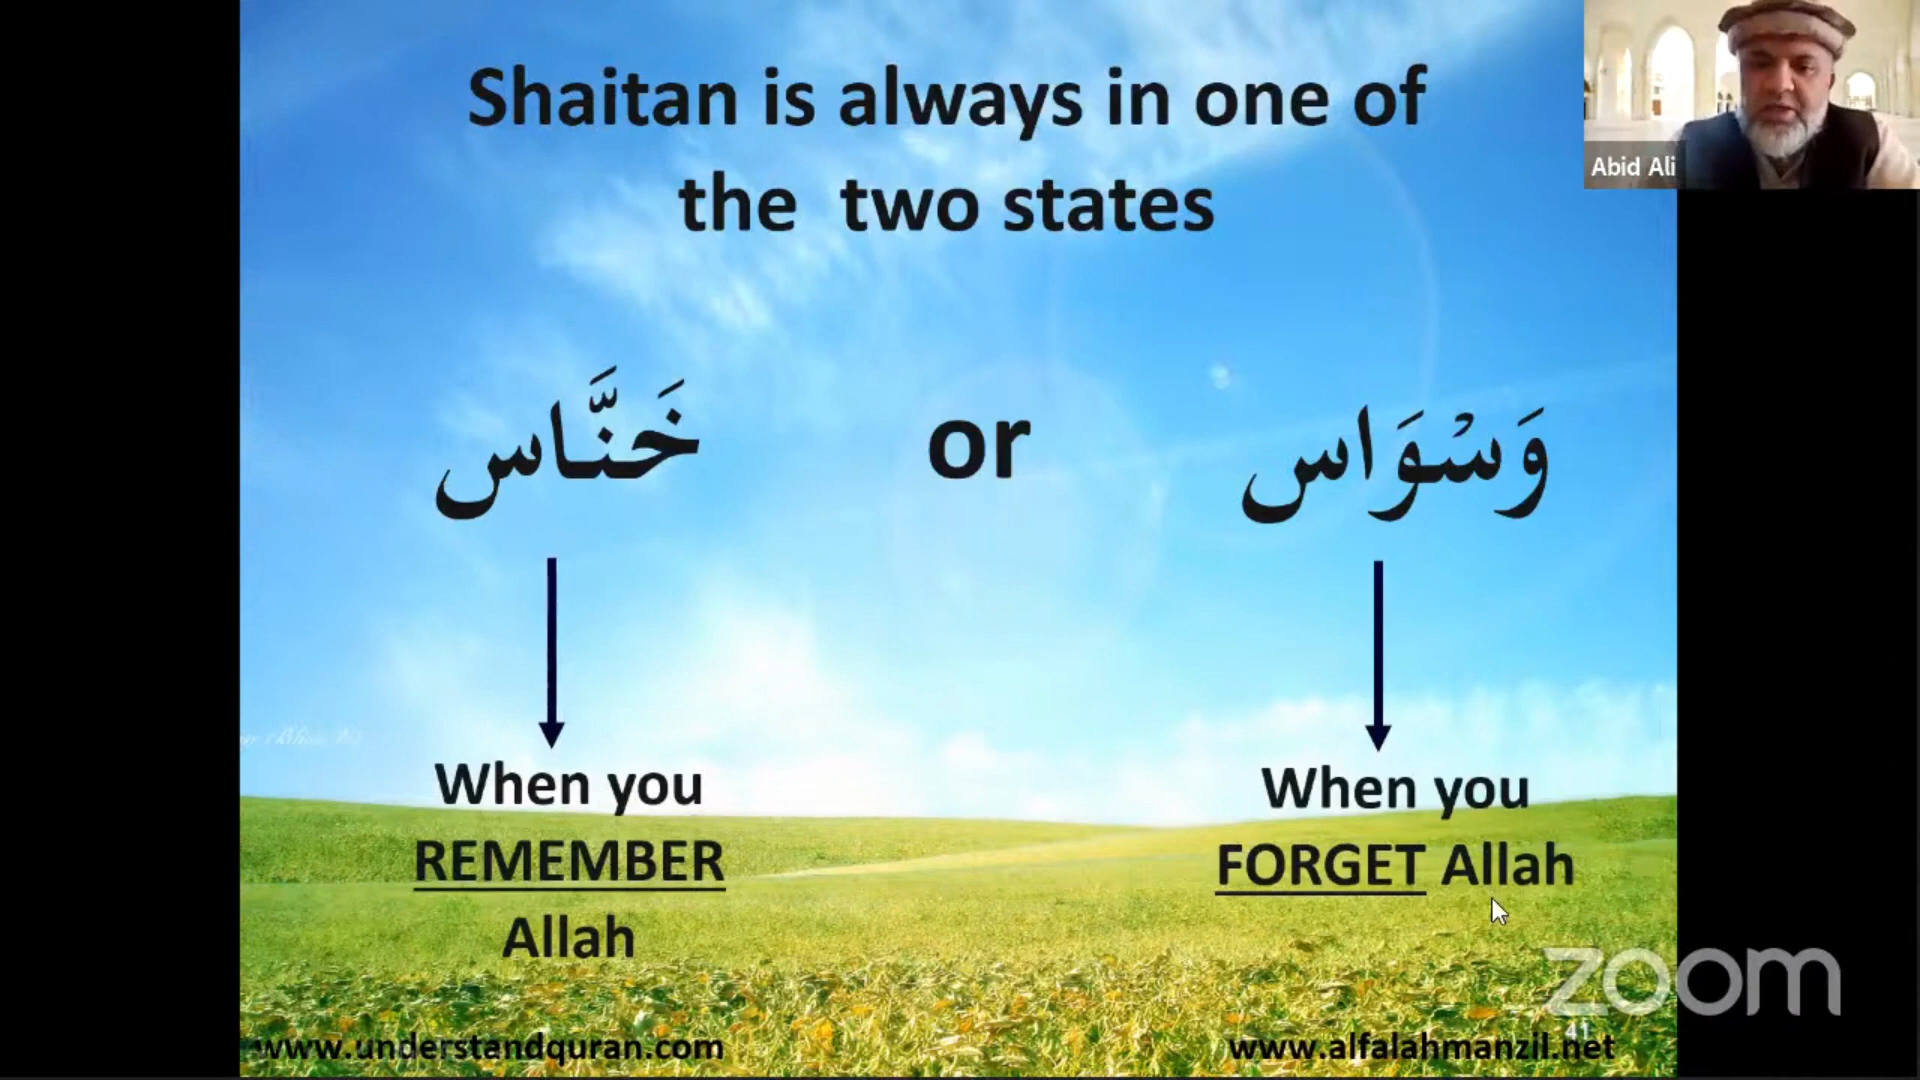 Shaitan is always in one of
the two states
Abid Ali
خَنَّاس or وَسْوَاس
When you
REMEMBER
Allah
When you
FORGET Allah
zoom
41
www.understandquran.com
www.alfalahmanzil.net